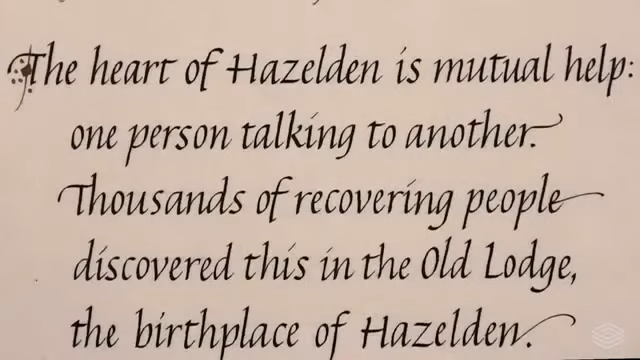 The heart of Hazelden is mutual help:
one person talking to another.
Thousands of recovering people
discovered this in the Old Lodge,
the birthplace of Hazelden.